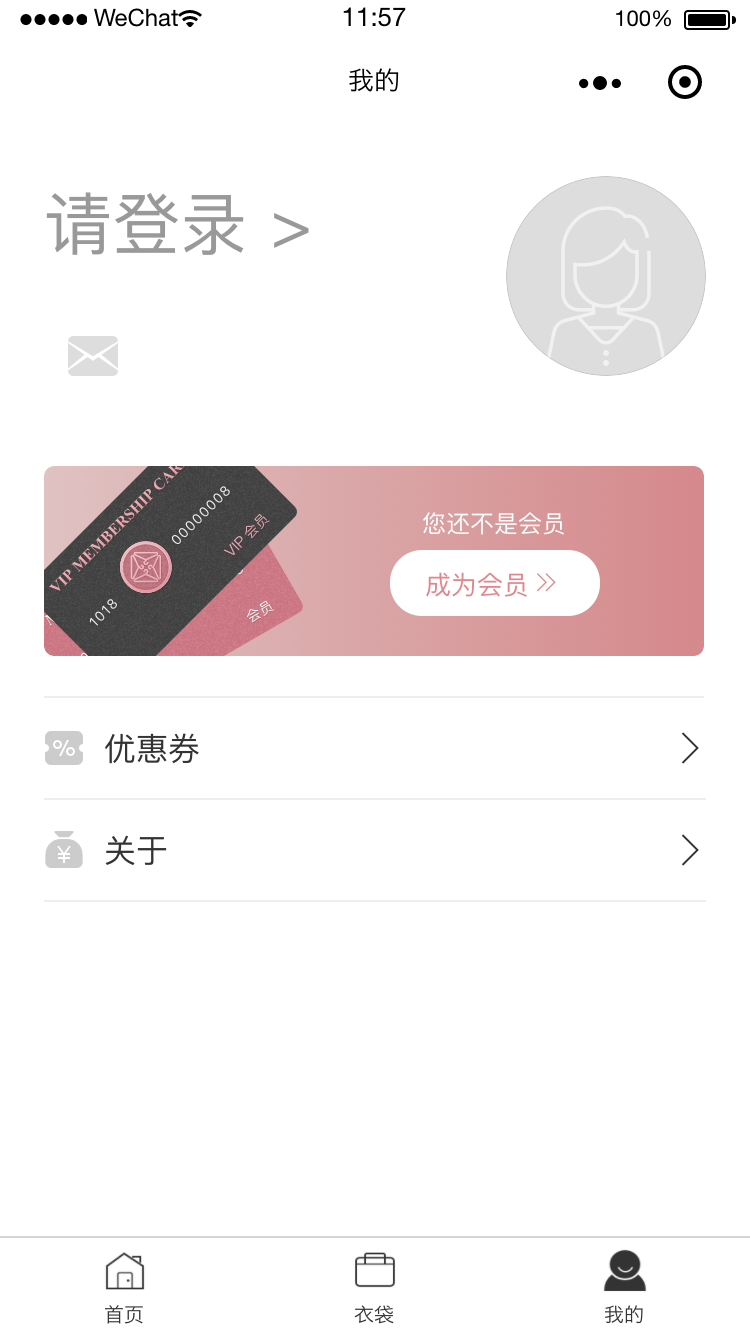 ●●●●● WeChat 11:57 100%
我的
请登录 >
VIP MEMBERSHIP CAR
00000008
VIP 会员
1018
会员
您还不是会员
成为会员
优惠券
关于
首页 衣袋 我的